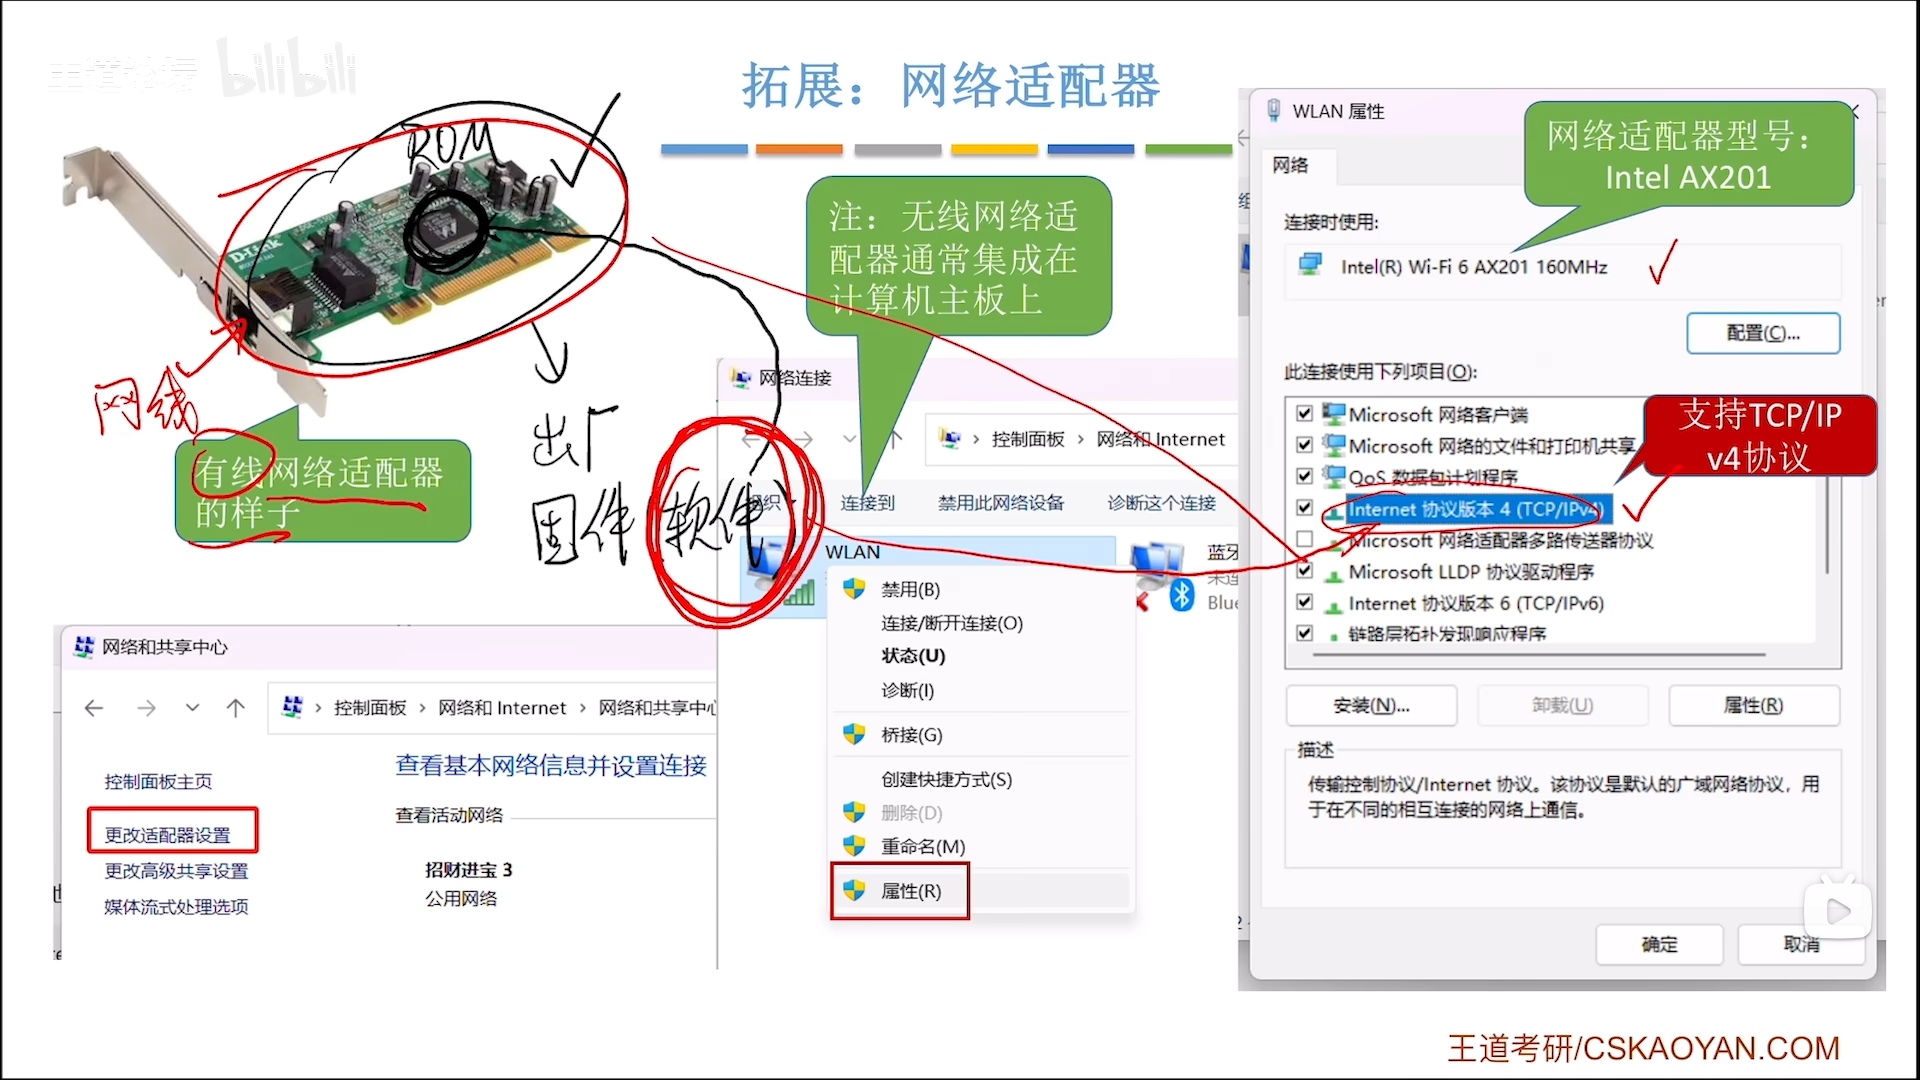 王道论坛 bilibili
拓展：网络适配器
ROM
D-Link
网线
有线网络适配器
的样子
出厂
固件(软件)
注：无线网络适
配器通常集成在
计算机主板上
网络连接
控制面板 › 网络和 Internet
组织
连接到
禁用此网络设备
诊断这个连接
WLAN
蓝牙
未连
Blue
禁用(B)
连接/断开连接(O)
状态(U)
诊断(I)
桥接(G)
创建快捷方式(S)
删除(D)
重命名(M)
属性(R)
网络和共享中心
控制面板 › 网络和 Internet › 网络和共享中心
控制面板主页
更改适配器设置
更改高级共享设置
媒体流式处理选项
查看基本网络信息并设置连接
查看活动网络
招财进宝 3
公用网络
WLAN 属性
网络适配器型号：
Intel AX201
网络
连接时使用:
Intel(R) Wi-Fi 6 AX201 160MHz
配置(C)...
此连接使用下列项目(O):
Microsoft 网络客户端
Microsoft 网络的文件和打印机共享
QoS 数据包计划程序
Internet 协议版本 4 (TCP/IPv4)
Microsoft 网络适配器多路传送器协议
Microsoft LLDP 协议驱动程序
Internet 协议版本 6 (TCP/IPv6)
链路层拓扑发现响应程序
支持TCP/IP
v4协议
安装(N)...
卸载(U)
属性(R)
描述
传输控制协议/Internet 协议。该协议是默认的广域网络协议，用
于在不同的相互连接的网络上通信。
确定
取消
王道考研/CSKAOYAN.COM